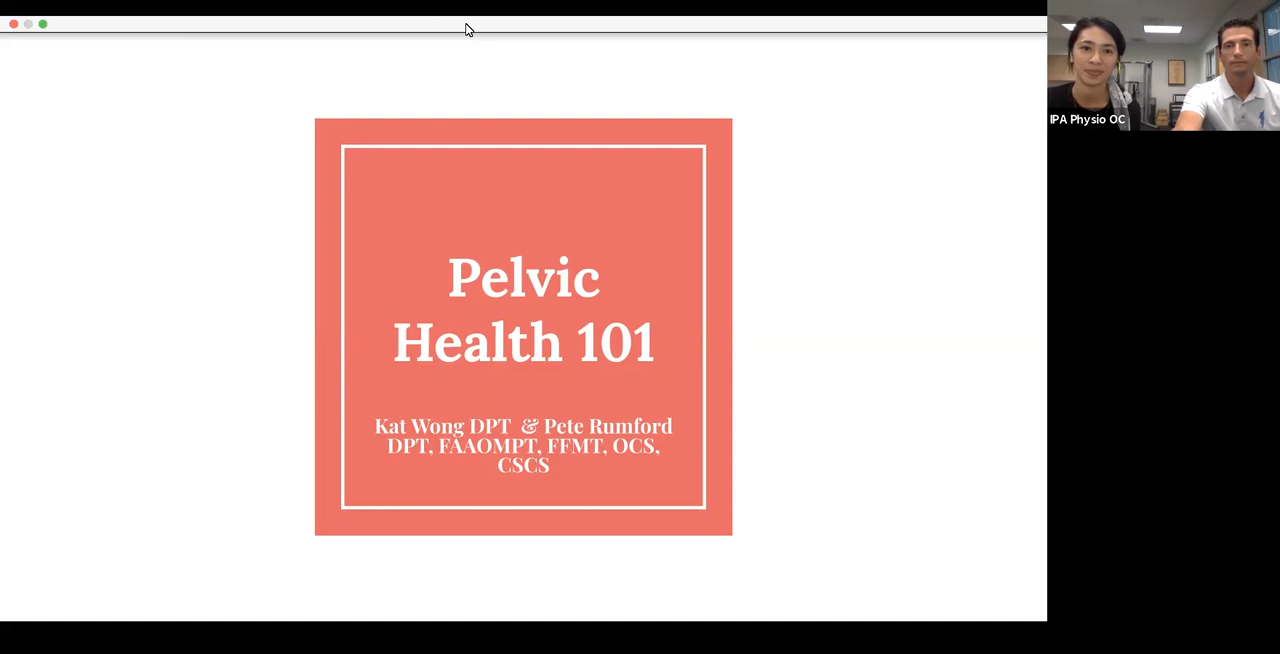 Pelvic
Health 101
Kat Wong DPT & Pete Rumford
DPT, FAAOMPT, FFMT, OCS,
CSCS
IPA Physio OC